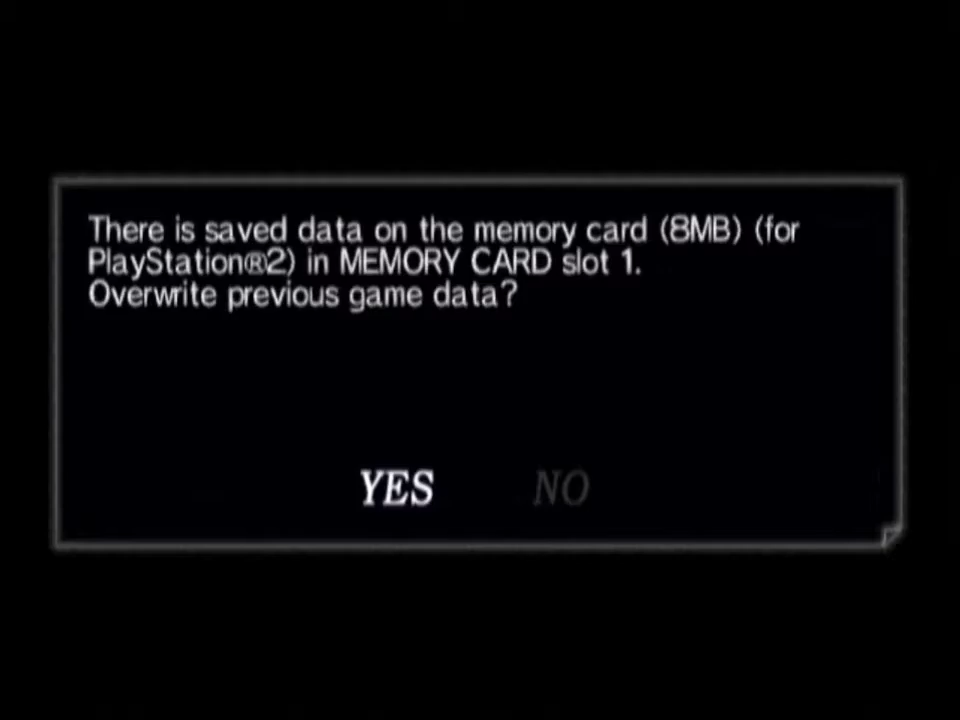 There is saved data on the memory card (8MB) (for
PlayStation®2) in MEMORY CARD slot 1.
Overwrite previous game data?
YES NO